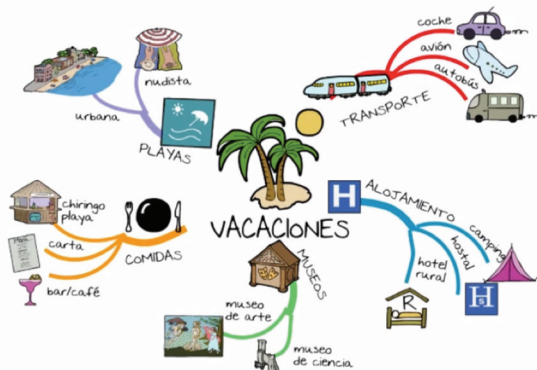 coche
avión
autobús
TRANSPORTE
nudista
urbana
PLAYAS
H
ALOJAMIENTO
camping
hostal
hotel
rural
R
Hs
VACACIONES
chiringo
playa
carta
bar/café
COMIDAS
MUSEOS
museo
de arte
museo
de ciencia